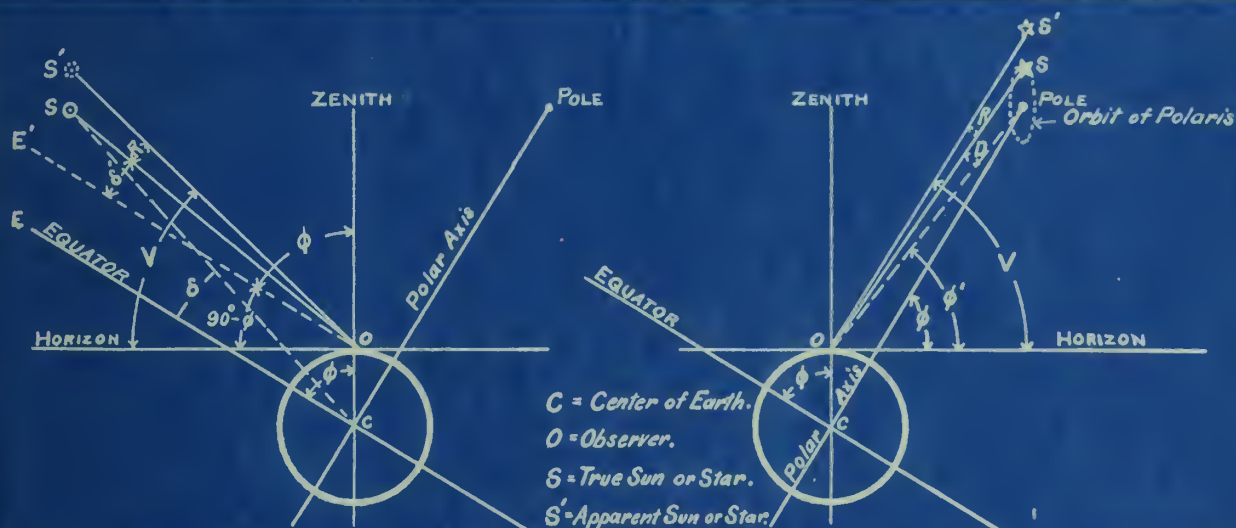 S'
S
E'
E
R
δ'
V
EQUATOR
δ
90°-φ
HORIZON
ZENITH
φ
POLE
Polar Axis
O
φ
C
ZENITH
S'
S
POLE
Orbit of Polaris
R
EQUATOR
V
φ'
φ
HORIZON
O
φ
Polar Axis
C
C = Center of Earth.
O = Observer.
S = True Sun or Star.
S' = Apparent Sun or Star.